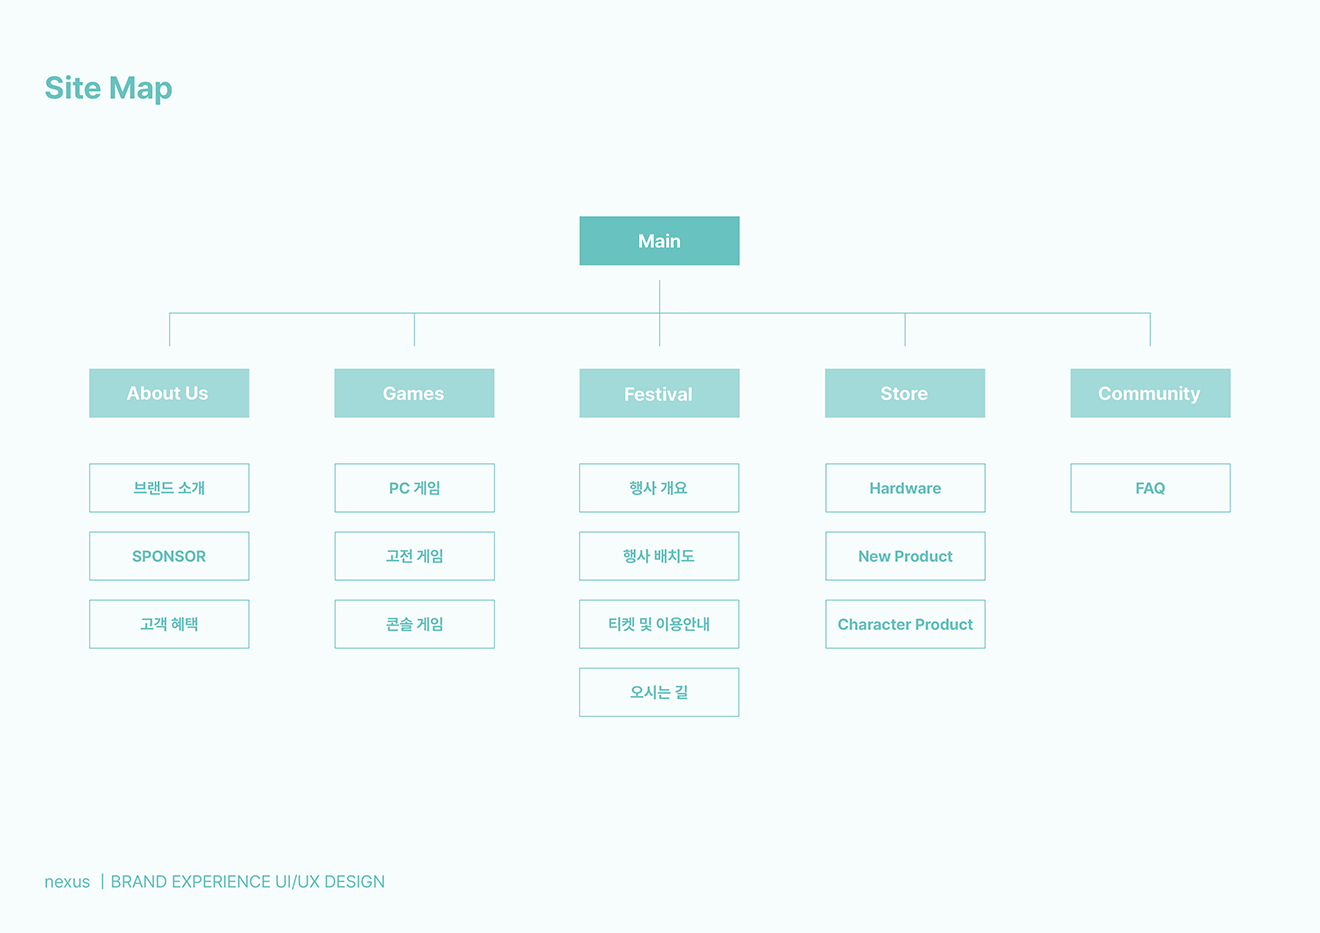 Site Map
Main
About Us
Games
Festival
Store
Community
브랜드 소개
PC 게임
행사 개요
Hardware
FAQ
SPONSOR
고전 게임
행사 배치도
New Product
고객 혜택
콘솔 게임
티켓 및 이용안내
Character Product
오시는 길
nexus | BRAND EXPERIENCE UI/UX DESIGN